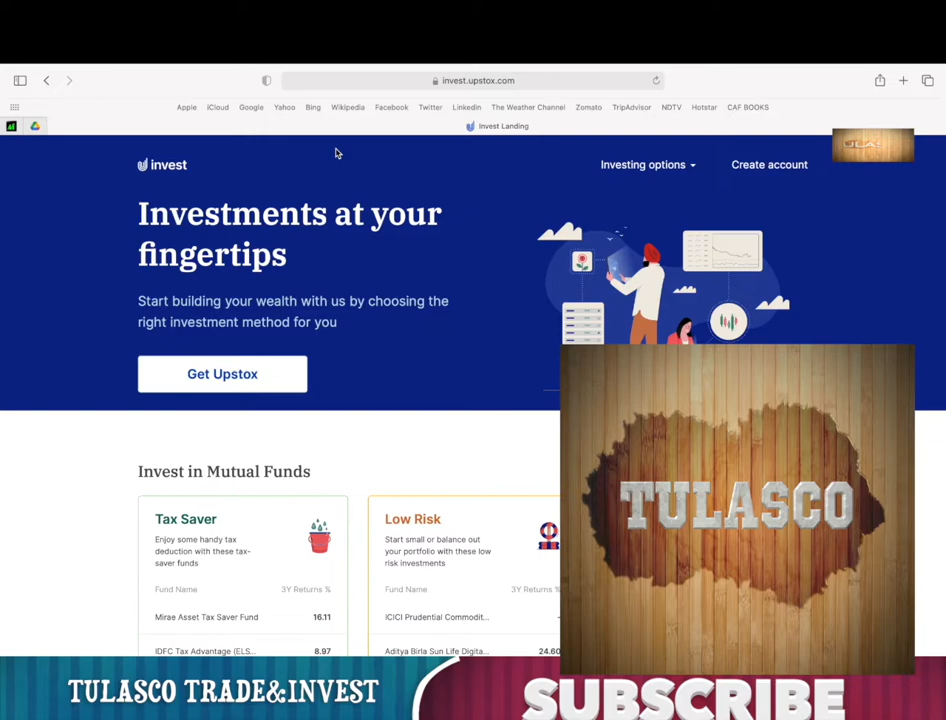 invest.upstox.com
Apple iCloud Google Yahoo Bing Wikipedia Facebook Twitter LinkedIn The Weather Channel Zomato TripAdvisor NDTV Hotstar CAF BOOKS
Invest Landing
invest
Investing options
Create account
Investments at your
fingertips
Start building your wealth with us by choosing the
right investment method for you
Get Upstox
Invest in Mutual Funds
Tax Saver
Enjoy some handy tax
deduction with these tax-
saver funds
Fund Name 3Y Returns %
Mirae Asset Tax Saver Fund 16.11
IDFC Tax Advantage (ELS... 8.97
Low Risk
Start small or balance out
your portfolio with these low
risk investments
Fund Name 3Y Returns %
ICICI Prudential Commodit... -
Aditya Birla Sun Life Digita... 24.60
TULASCO
TULASCO TRADE&INVEST
SUBSCRIBE